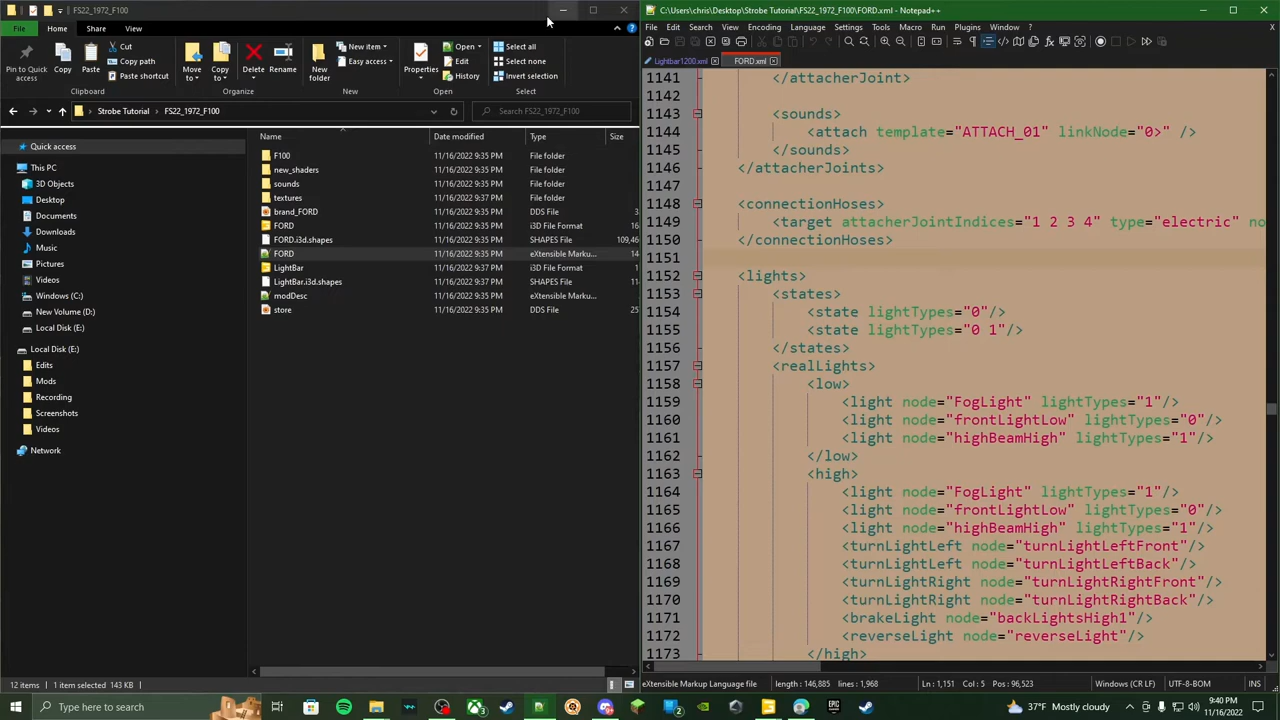 FS22_1972_F100
File
Home
Share
View
Pin to Quick access
Copy
Paste
Cut
Copy path
Paste shortcut
Clipboard
Move to
Copy to
Delete
Rename
Organize
New folder
New item
Easy access
New
Properties
Open
Edit
History
Open
Select all
Select none
Invert selection
Select
Strobe Tutorial
FS22_1972_F100
Search FS22_1972_F100
Name
Date modified
Type
Size
Quick access
This PC
3D Objects
Desktop
Documents
Downloads
Music
Pictures
Videos
Windows (C:)
New Volume (D:)
Local Disk (E:)
Local Disk (E:)
Edits
Mods
Recording
Screenshots
Videos
Network
F100 11/16/2022 9:35 PM File folder
new_shaders 11/16/2022 9:35 PM File folder
sounds 11/16/2022 9:35 PM File folder
textures 11/16/2022 9:37 PM File folder
brand_FORD 11/16/2022 9:35 PM DDS File
FORD 11/16/2022 9:35 PM i3D File Format 16
FORD.i3d.shapes 11/16/2022 9:35 PM SHAPES File 109,46
FORD 11/16/2022 9:35 PM eXtensible Markup... 14
LightBar 11/16/2022 9:37 PM i3D File Format 1
LightBar.i3d.shapes 11/16/2022 9:37 PM SHAPES File 11
modDesc 11/16/2022 9:35 PM eXtensible Markup...
store 11/16/2022 9:35 PM DDS File 25
12 items
1 item selected 143 KB
C:\Users\chris\Desktop\Strobe Tutorial\FS22_1972_F100\FORD.xml - Notepad++
File Edit Search View Encoding Language Settings Tools Macro Run Plugins Window ?
Lightbar1200.xml
FORD.xml
1141 </attacherJoint>
1142
1143 <sounds>
1144 <attach template="ATTACH_01" linkNode="0>" />
1145 </sounds>
1146 </attacherJoints>
1147
1148 <connectionHoses>
1149 <target attacherJointIndices="1 2 3 4" type="electric" no
1150 </connectionHoses>
1151
1152 <lights>
1153 <states>
1154 <state lightTypes="0"/>
1155 <state lightTypes="0 1"/>
1156 </states>
1157 <realLights>
1158 <low>
1159 <light node="FogLight" lightTypes="1"/>
1160 <light node="frontLightLow" lightTypes="0"/>
1161 <light node="highBeamHigh" lightTypes="1"/>
1162 </low>
1163 <high>
1164 <light node="FogLight" lightTypes="1"/>
1165 <light node="frontLightLow" lightTypes="0"/>
1166 <light node="highBeamHigh" lightTypes="1"/>
1167 <turnLightLeft node="turnLightLeftFront"/>
1168 <turnLightLeft node="turnLightLeftBack"/>
1169 <turnLightRight node="turnLightRightFront"/>
1170 <turnLightRight node="turnLightRightBack"/>
1171 <brakeLight node="backLightsHigh1"/>
1172 <reverseLight node="reverseLight"/>
1173 </high>
eXtensible Markup Language file length : 146,885 lines : 1,968 Ln : 1,151 Col : 5 Pos : 96,523 Windows (CR LF) UTF-8-BOM INS
Type here to search
37°F Mostly cloudy
9:40 PM
11/16/2022